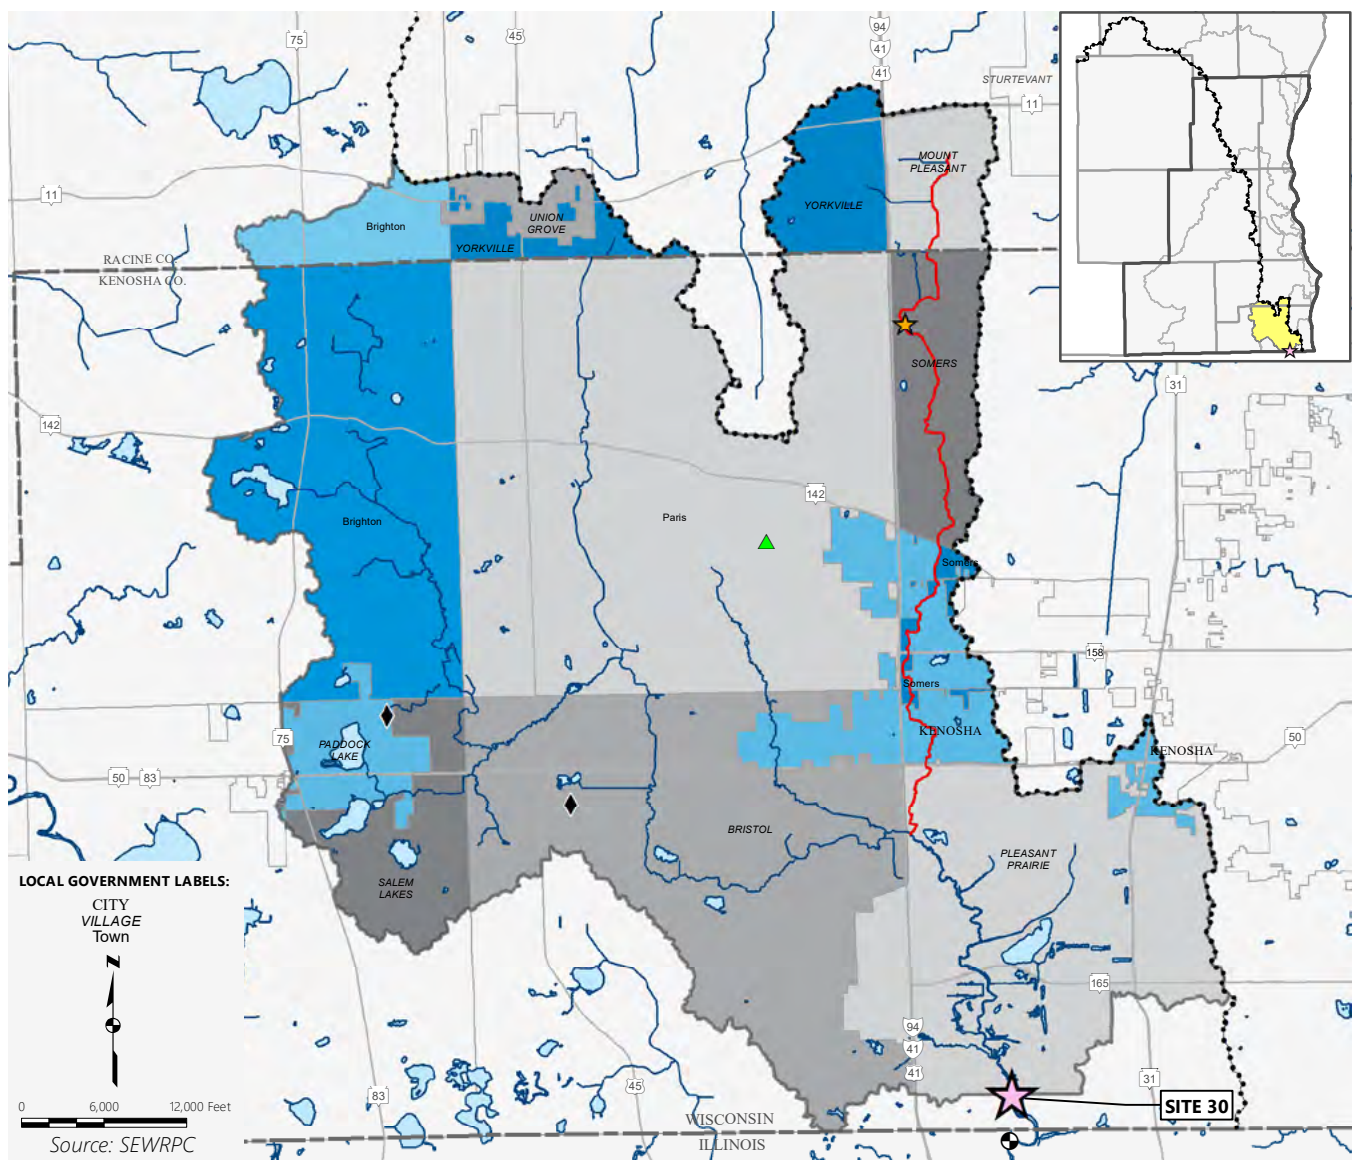 75
45
94
41
41
STURTEVANT
11
MOUNT
PLEASANT
11
YORKVILLE
UNION
GROVE
Brighton
YORKVILLE
RACINE CO.
KENOSHA CO.
SOMERS
31
142
142
Brighton
Paris
Somers
158
Somers
KENOSHA
KENOSHA
50
75
PADDOCK
LAKE
50
83
BRISTOL
PLEASANT
PRAIRIE
SALEM
LAKES
165
94
41
41
45
83
31
SITE 30
WISCONSIN
ILLINOIS
LOCAL GOVERNMENT LABELS:
CITY
VILLAGE
Town
N
0 6,000 12,000 Feet
Source: SEWRPC